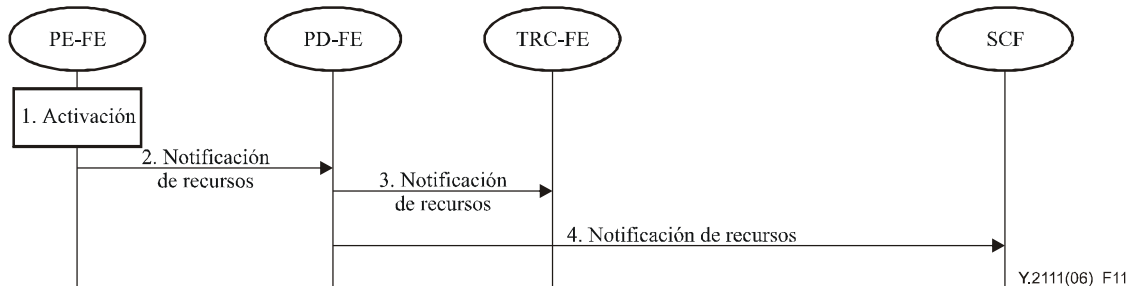 PE-FE
PD-FE
TRC-FE
SCF
1. Activación
2. Notificación
de recursos
3. Notificación
de recursos
4. Notificación de recursos
Y.2111(06)_F11